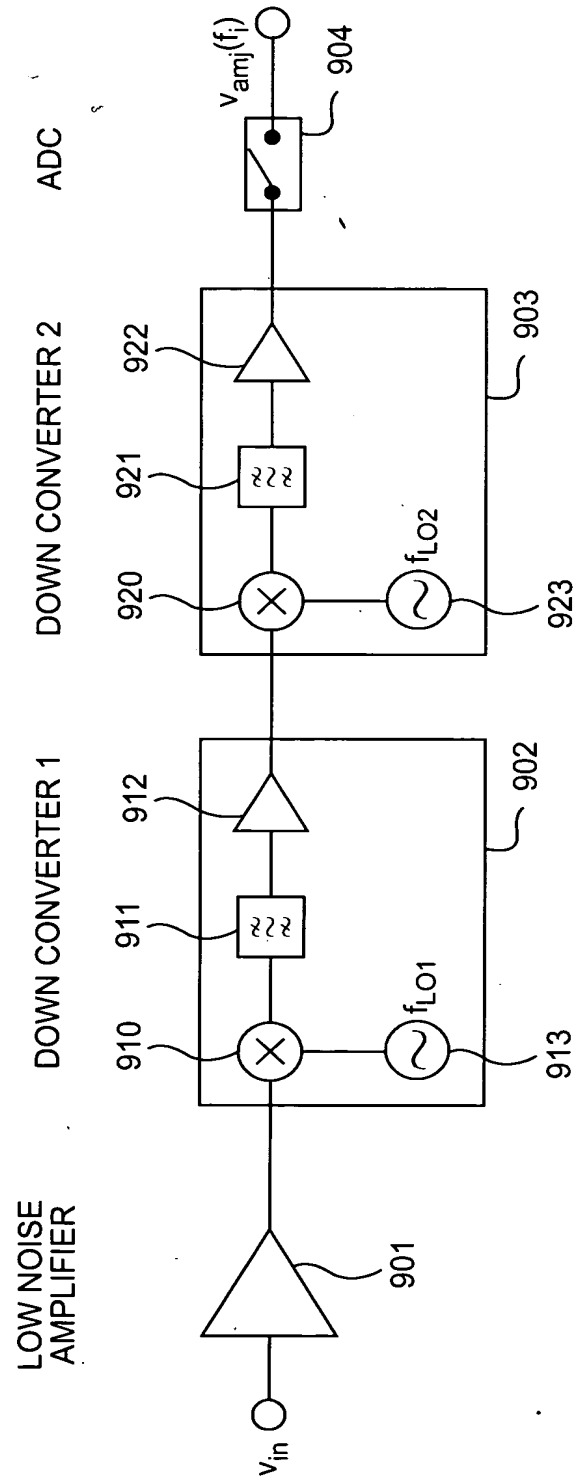 LOW NOISE
AMPLIFIER
DOWN CONVERTER 1
DOWN CONVERTER 2
ADC
910
911
912
920
921
922
v_in
v_amj(f_i)
f_LO1
f_LO2
901
913
902
923
903
904